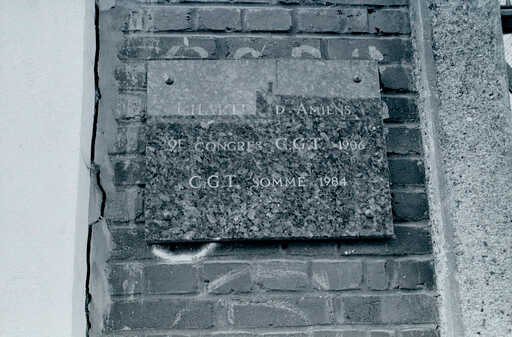 CHARTE D'AMIENS
9E CONGRES C.G.T. 1906
C.G.T. SOMME 1984